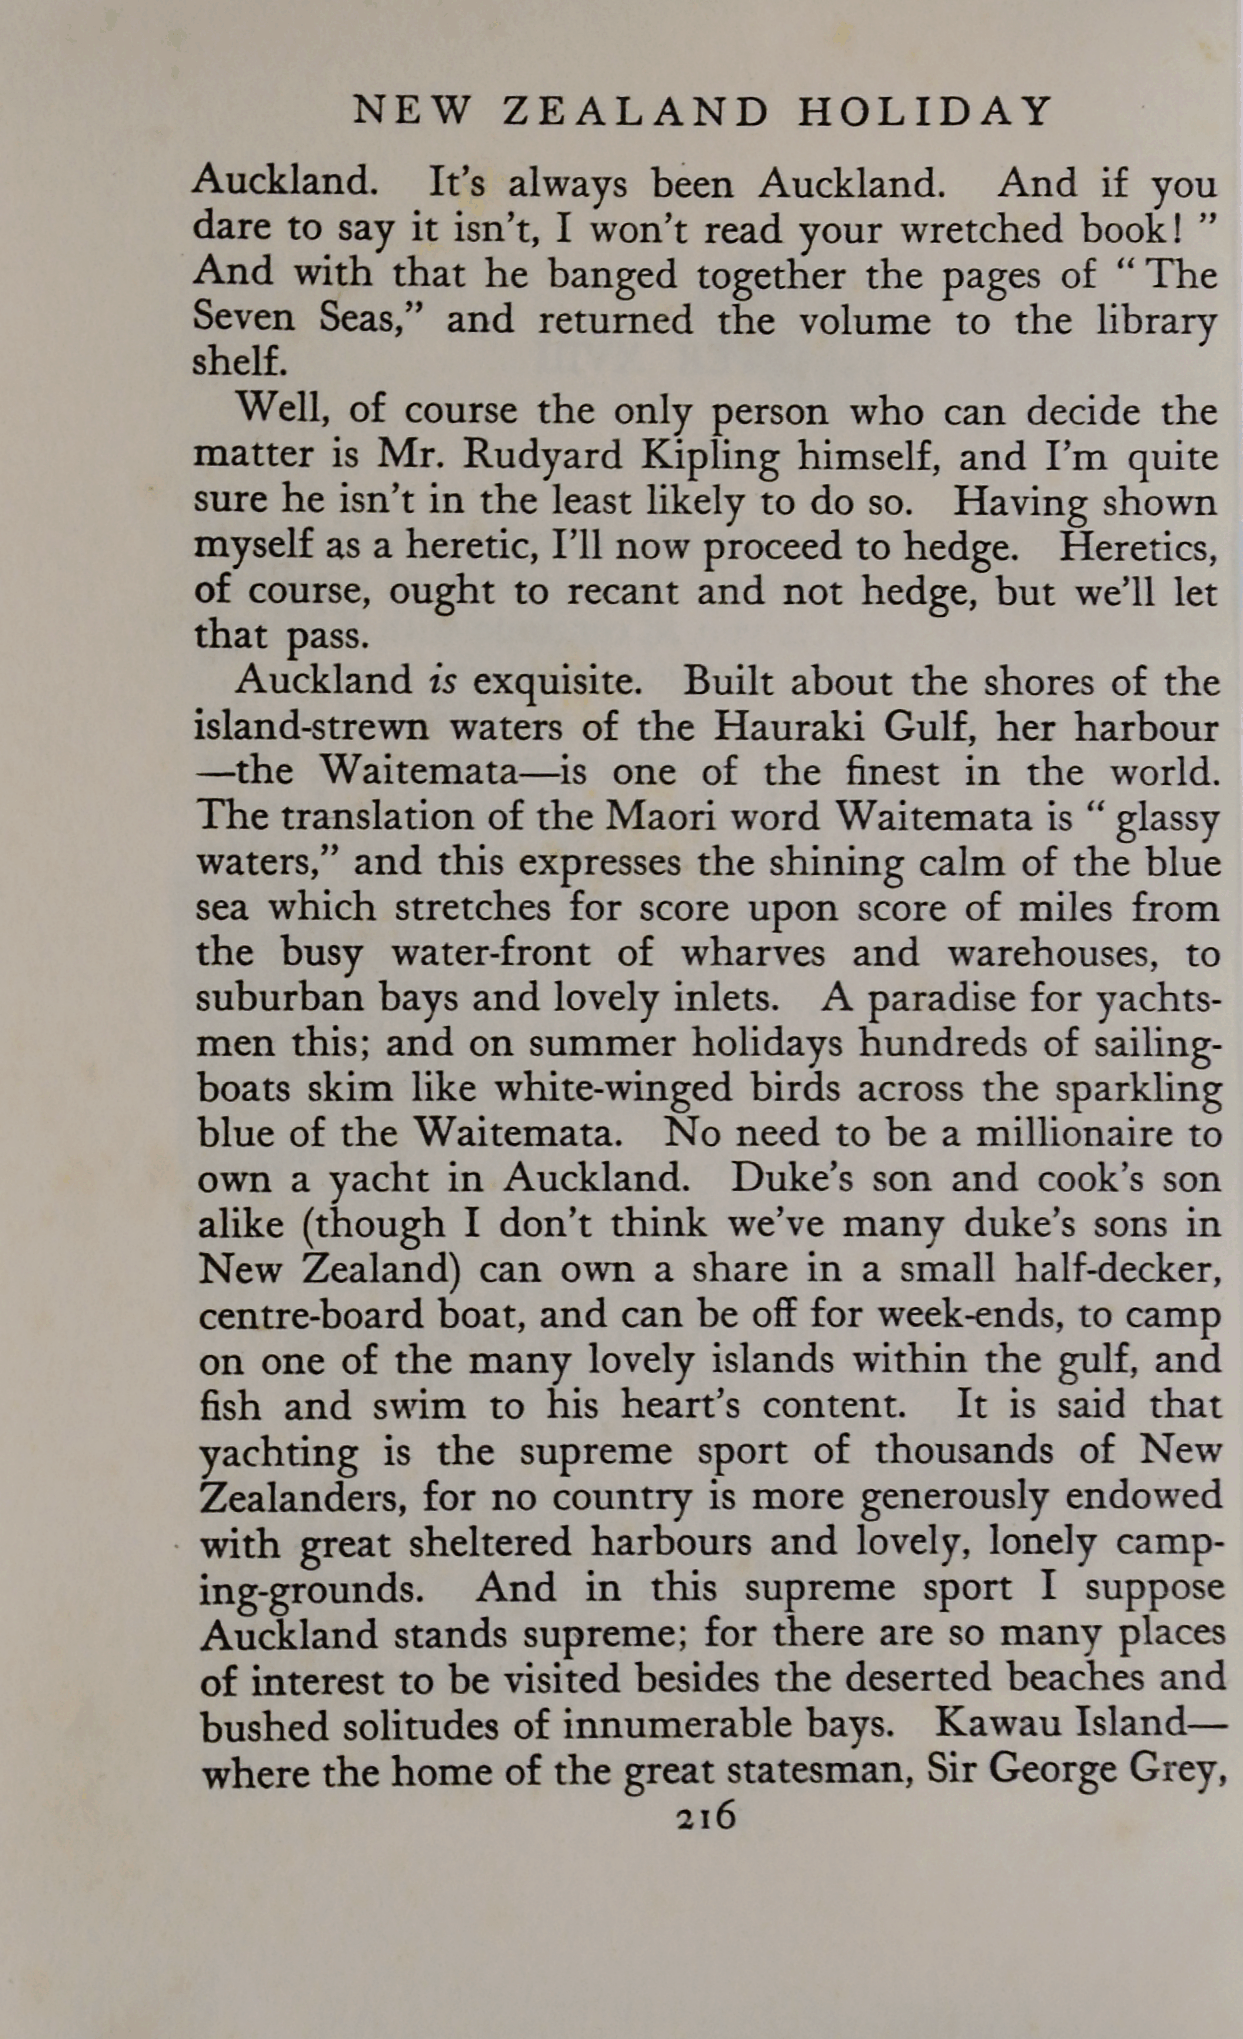 NEW ZEALAND HOLIDAY
Auckland. It's always been Auckland. And if you
dare to say it isn't, I won't read your wretched book! ”
And with that he banged together the pages of “ The
Seven Seas,” and returned the volume to the library
shelf.
Well, of course the only person who can decide the
matter is Mr. Rudyard Kipling himself, and I'm quite
sure he isn't in the least likely to do so. Having shown
myself as a heretic, I'll now proceed to hedge. Heretics,
of course, ought to recant and not hedge, but we'll let
that pass.
Auckland is exquisite. Built about the shores of the
island-strewn waters of the Hauraki Gulf, her harbour
—the Waitemata—is one of the finest in the world.
The translation of the Maori word Waitemata is “ glassy
waters,” and this expresses the shining calm of the blue
sea which stretches for score upon score of miles from
the busy water-front of wharves and warehouses, to
suburban bays and lovely inlets. A paradise for yachts-
men this; and on summer holidays hundreds of sailing-
boats skim like white-winged birds across the sparkling
blue of the Waitemata. No need to be a millionaire to
own a yacht in Auckland. Duke's son and cook's son
alike (though I don't think we've many duke's sons in
New Zealand) can own a share in a small half-decker,
centre-board boat, and can be off for week-ends, to camp
on one of the many lovely islands within the gulf, and
fish and swim to his heart's content. It is said that
yachting is the supreme sport of thousands of New
Zealanders, for no country is more generously endowed
with great sheltered harbours and lovely, lonely camp-
ing-grounds. And in this supreme sport I suppose
Auckland stands supreme; for there are so many places
of interest to be visited besides the deserted beaches and
bushed solitudes of innumerable bays. Kawau Island—
where the home of the great statesman, Sir George Grey,
216